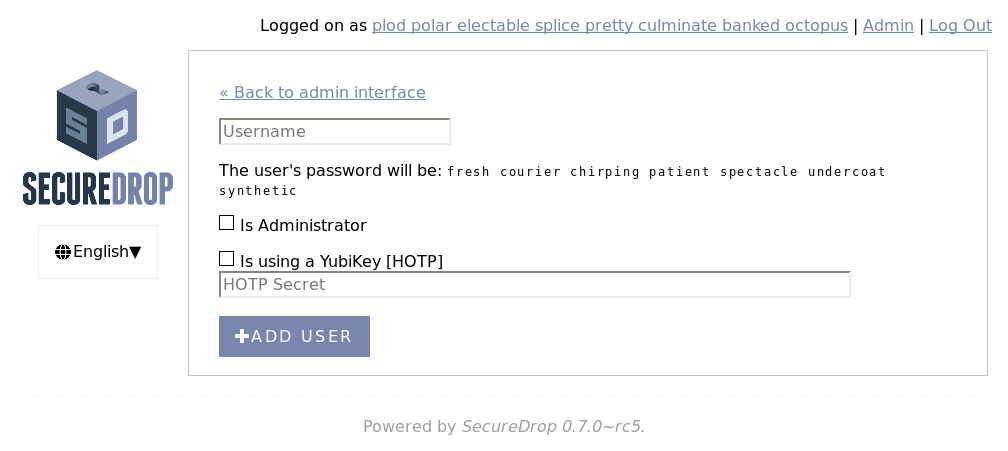 Logged on as plod polar electable splice pretty culminate banked octopus | Admin | Log Out
« Back to admin interface
Username
The user's password will be: fresh courier chirping patient spectacle undercoat
synthetic
Is Administrator
Is using a YubiKey [HOTP]
HOTP Secret
ADD USER
S D
SECUREDROP
English▼
Powered by SecureDrop 0.7.0~rc5.